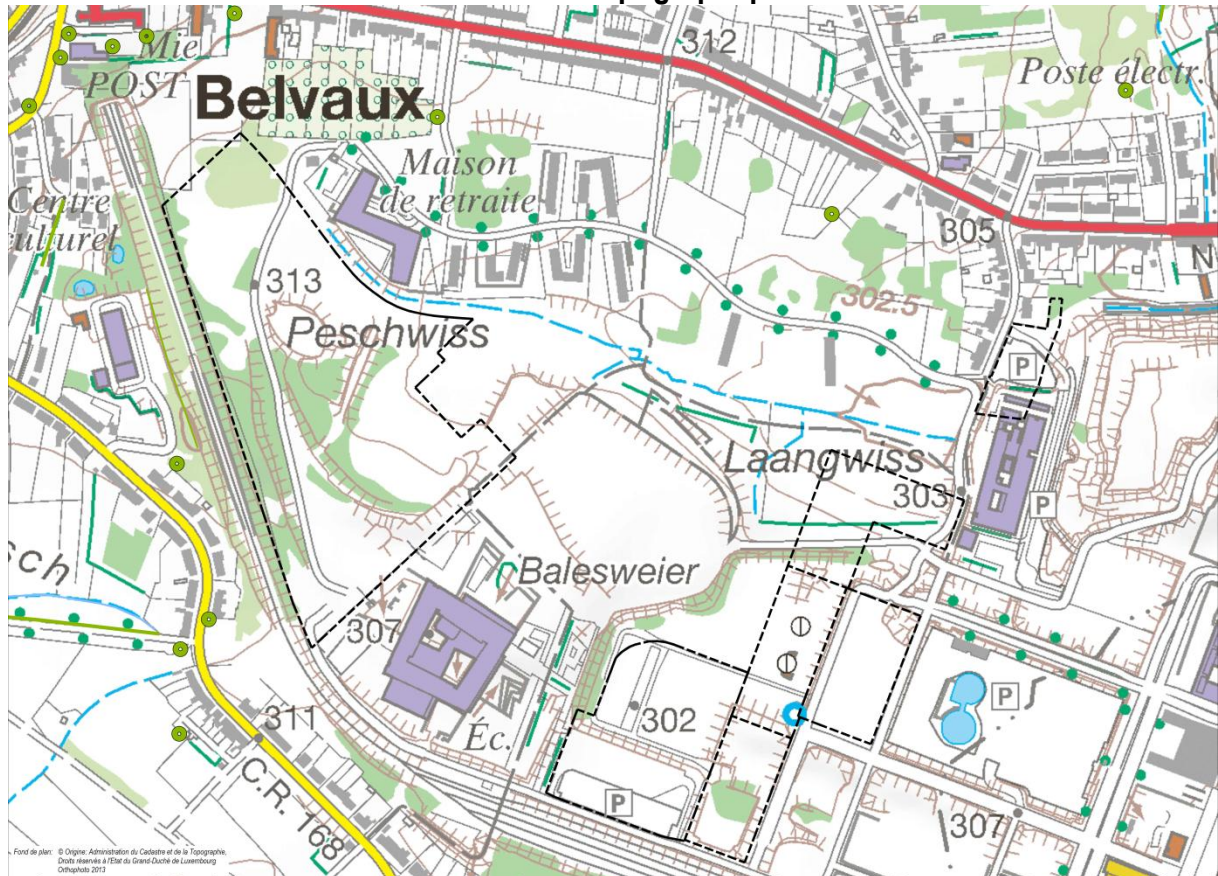 312
Mie
POST
Poste électr.
Belvaux
Maison
de retraite
Centre
culturel
305
N
313
302.5
Peschwiss
P
Laangwiss
303
P
sch
Balesweier
307
P
302
311
Éc.
C.R. 168
P
307
Fond de plan: © Origine: Administration du Cadastre et de la Topographie,
Droits réservés à l'Etat du Grand-Duché de Luxembourg
Orthophoto 2013